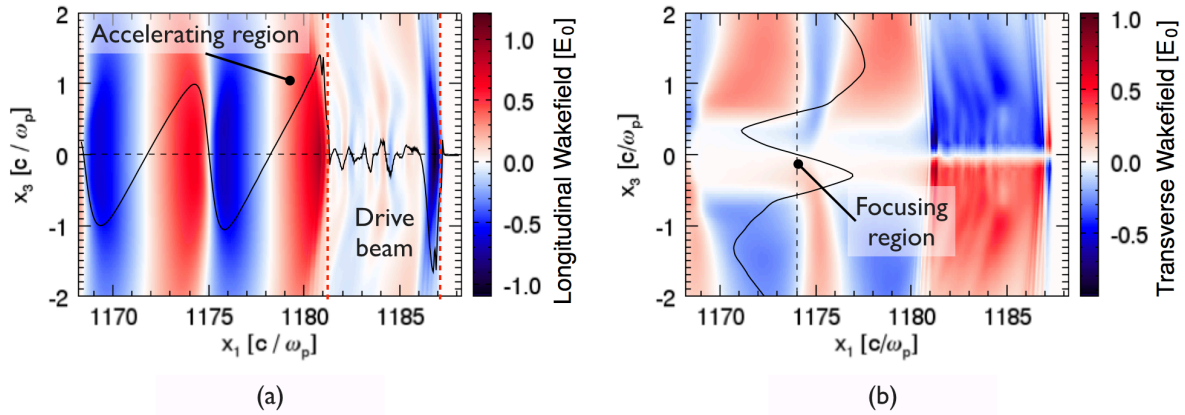 Accelerating region
Drive
beam
2
1
0
-1
-2
x₃ [c / ωₚ]
1170 1175 1180 1185
x₁ [c / ωₚ]
1.0
0.5
0.0
-0.5
-1.0
Longitudinal Wakefield [E₀]
(a)
Focusing
region
2
1
0
-1
-2
x₃ [c/ωₚ]
1170 1175 1180 1185
x₁ [c/ωₚ]
1.0
0.5
0.0
-0.5
Transverse Wakefield [E₀]
(b)